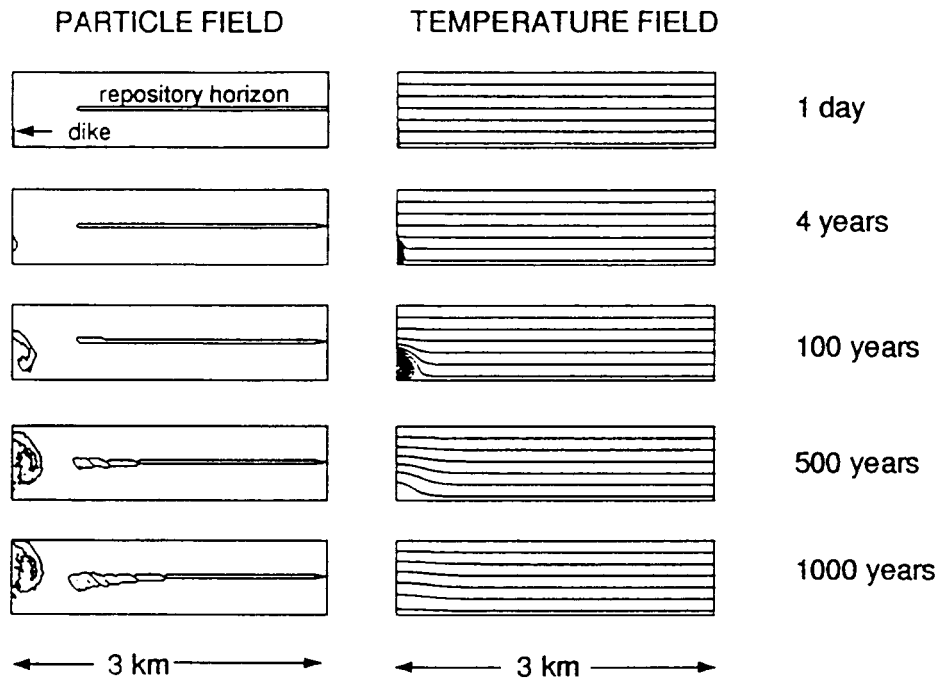 PARTICLE FIELD
TEMPERATURE FIELD
repository horizon
dike
1 day
4 years
100 years
500 years
1000 years
3 km
3 km